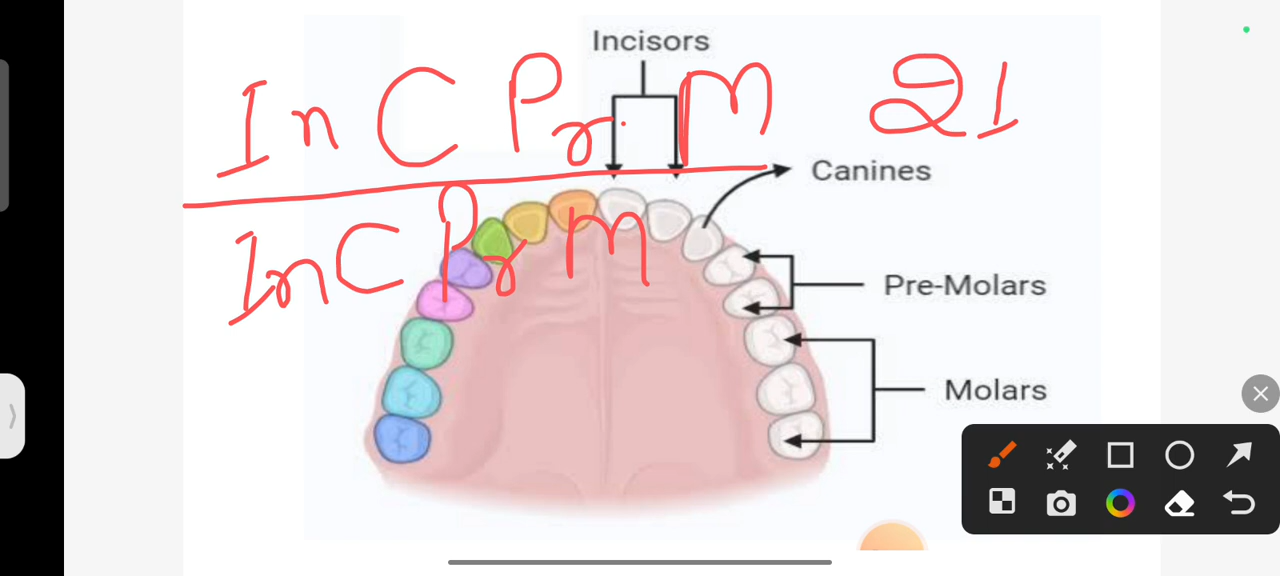 Incisors
In C Pr. M 21
Canines
In C Pr m
Pre-Molars
Molars